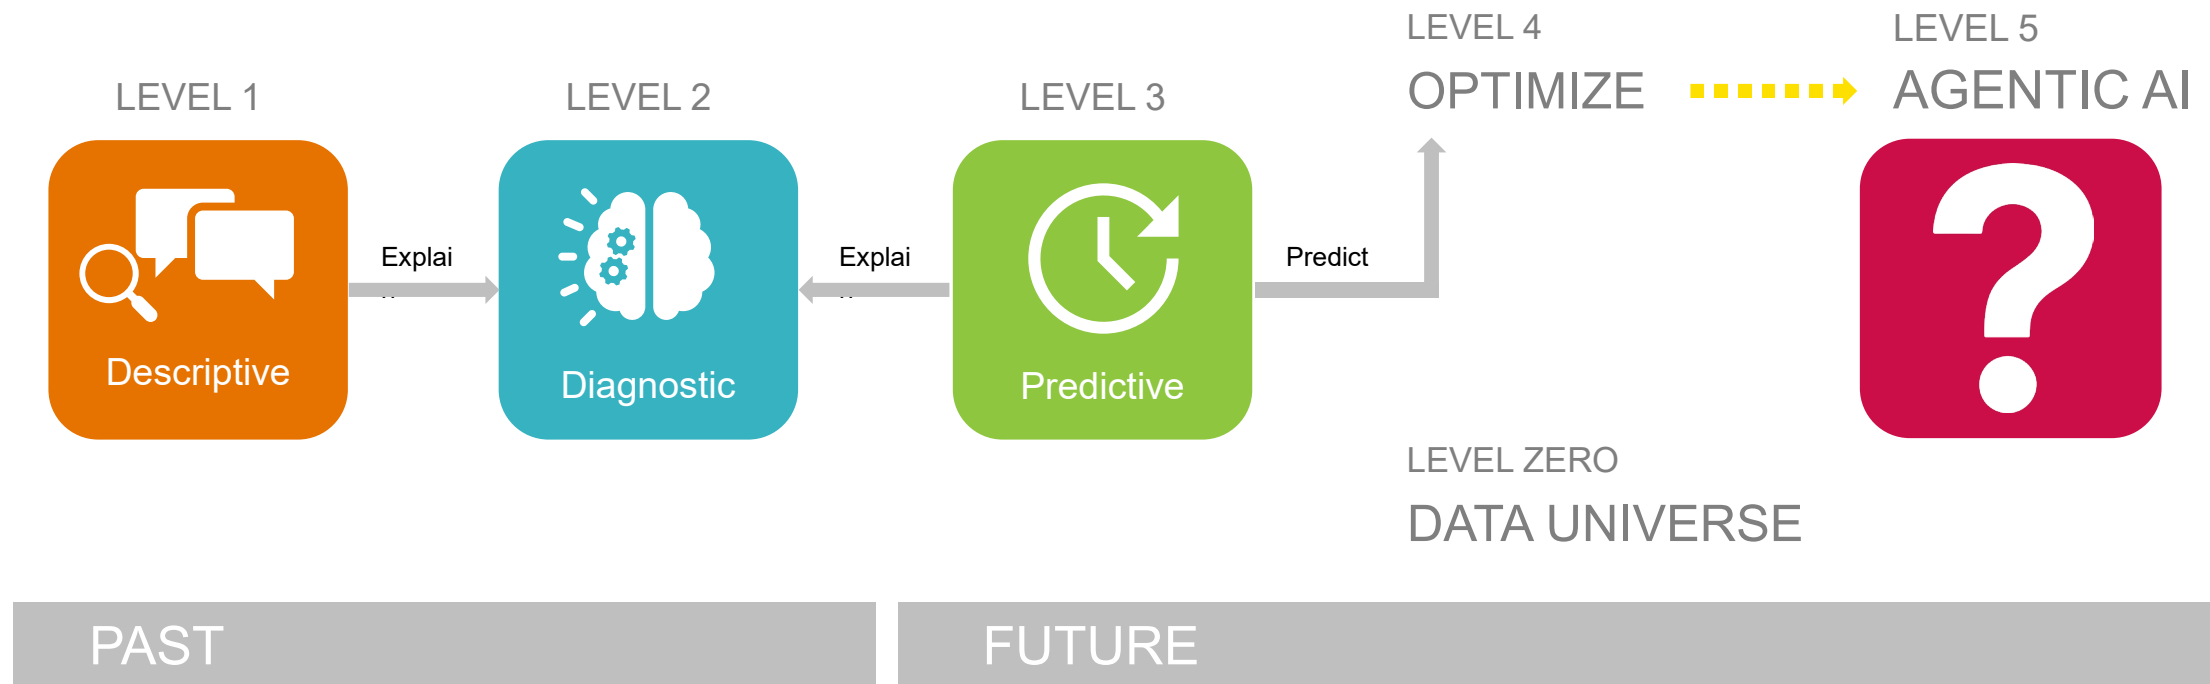 LEVEL 1
LEVEL 2
LEVEL 3
LEVEL 4
OPTIMIZE
LEVEL 5
AGENTIC AI
Descriptive
Explai
Diagnostic
Explai
Predictive
Predict
LEVEL ZERO
DATA UNIVERSE
PAST
FUTURE